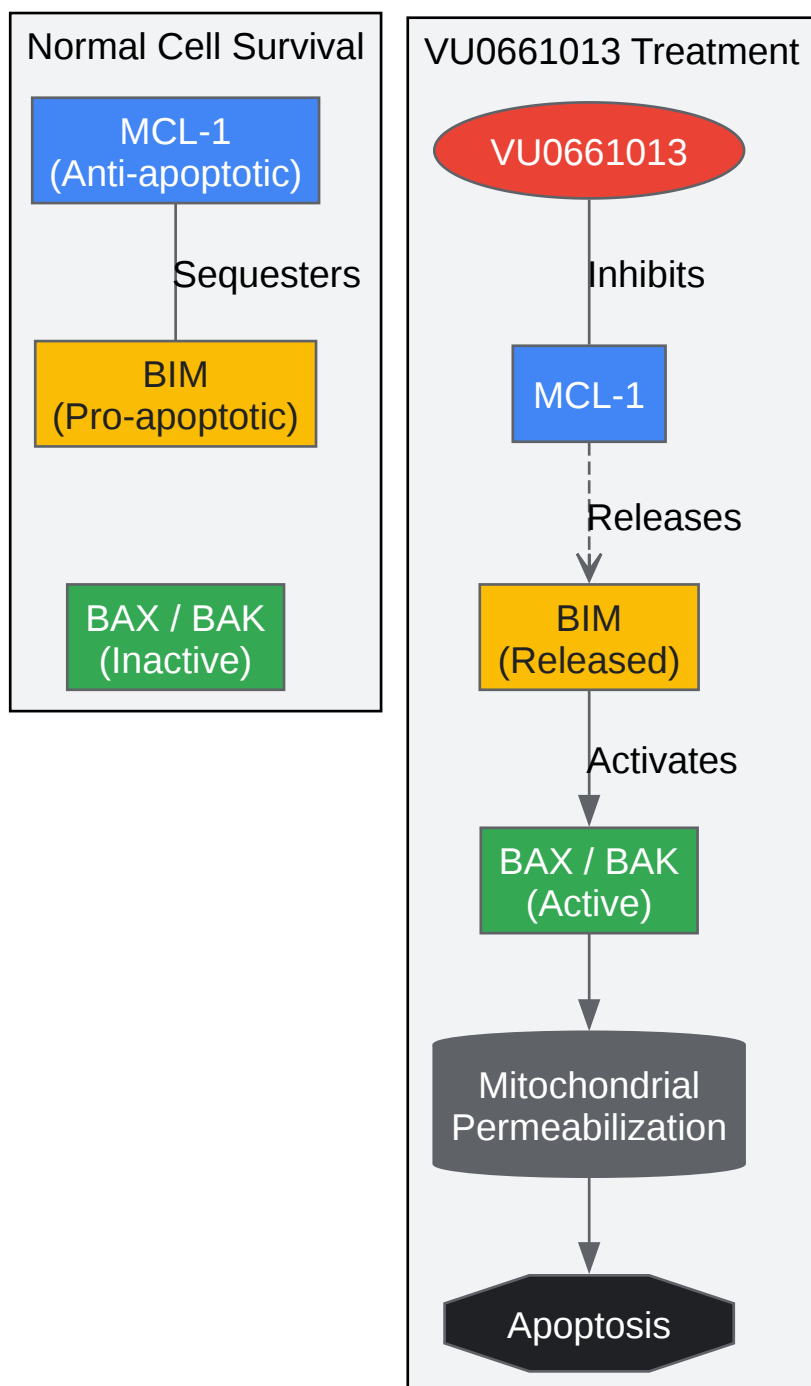 Normal Cell Survival
MCL-1
(Anti-apoptotic)
Sequesters
BIM
(Pro-apoptotic)
BAX / BAK
(Inactive)
VU0661013 Treatment
VU0661013
Inhibits
MCL-1
Releases
BIM
(Released)
Activates
BAX / BAK
(Active)
Mitochondrial
Permeabilization
Apoptosis